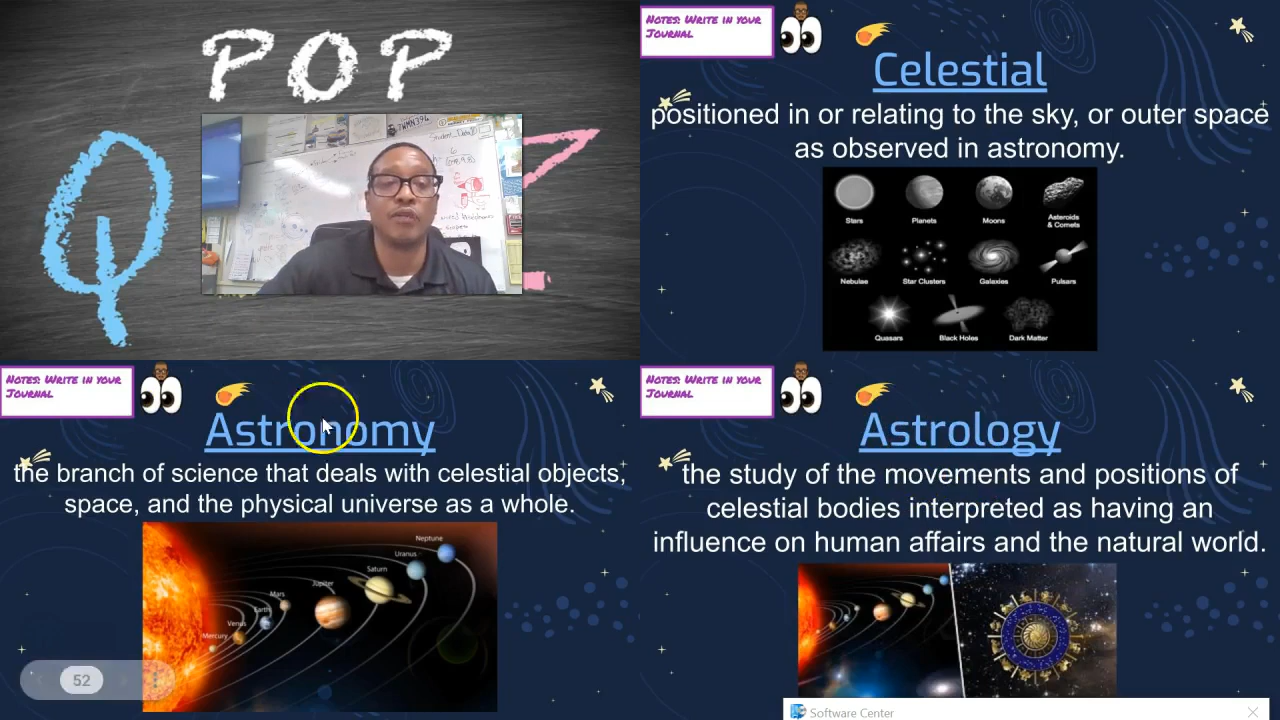 POP
Q
Z
TWMN394
Student Data
Notes: Write in your
Journal
Celestial
positioned in or relating to the sky, or outer space
as observed in astronomy.
Stars
Planets
Moons
Asteroids
& Comets
Nebulae
Star Clusters
Galaxies
Pulsars
Quasars
Black Holes
Dark Matter
Notes: Write in your
Journal
Astronomy
the branch of science that deals with celestial objects,
space, and the physical universe as a whole.
Neptune
Uranus
Saturn
Jupiter
Mars
Earth
Venus
Mercury
52
Notes: Write in your
Journal
Astrology
the study of the movements and positions of
celestial bodies interpreted as having an
influence on human affairs and the natural world.
Software Center